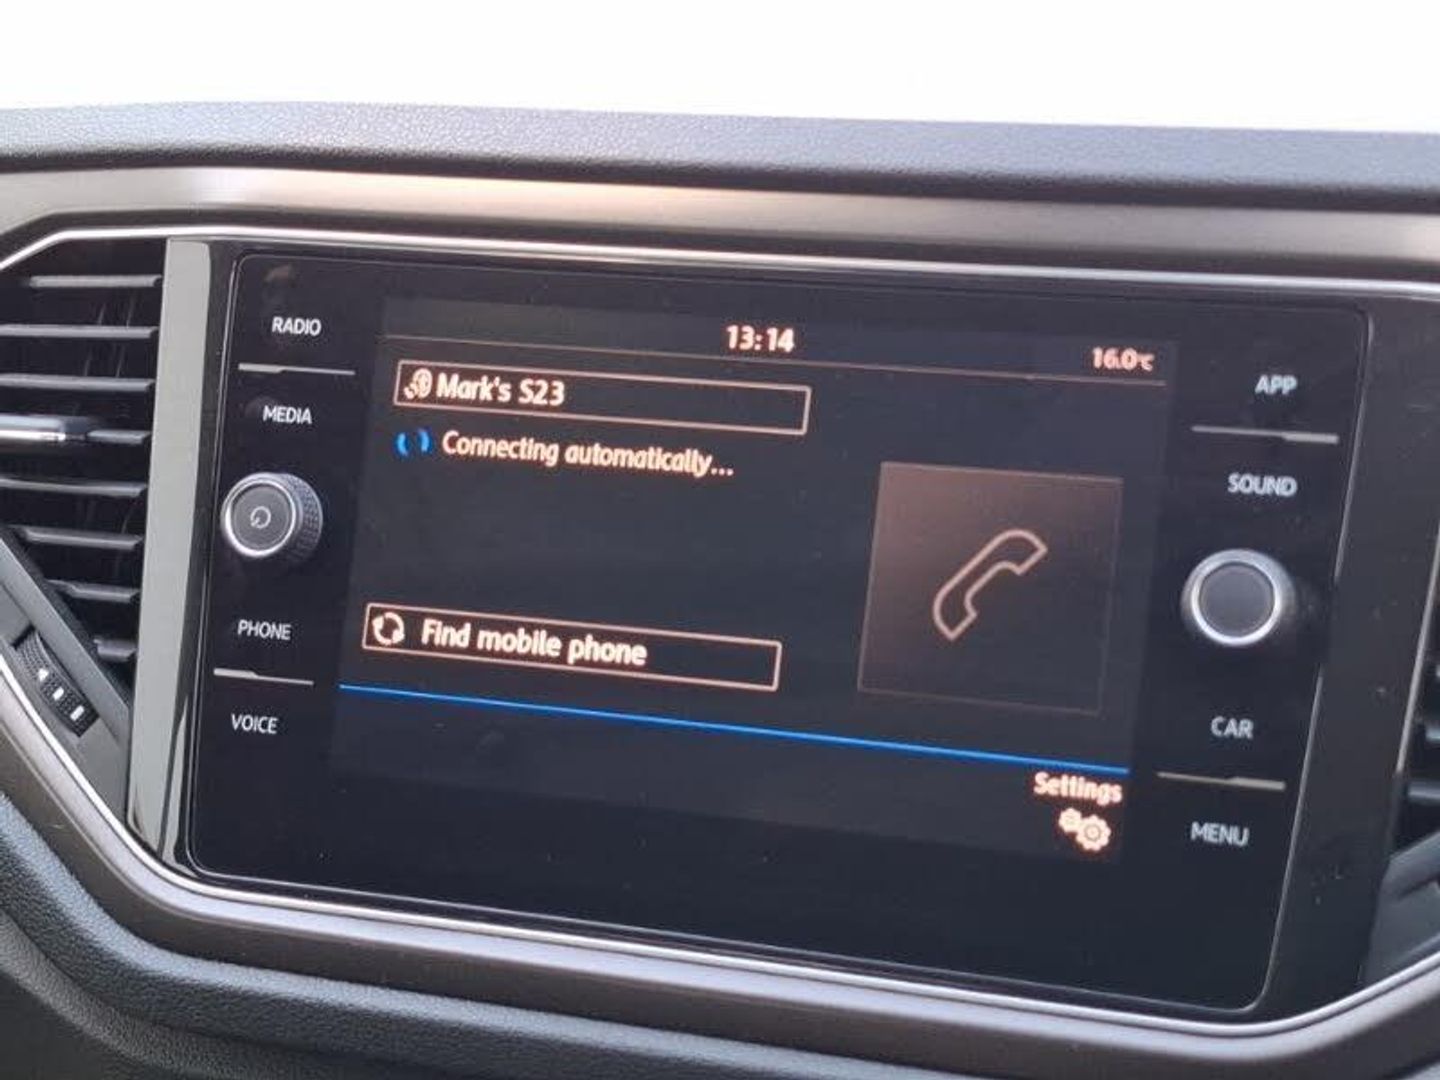 RADIO
MEDIA
PHONE
VOICE
13:14
16.0°C
Mark's S23
Connecting automatically...
Find mobile phone
Settings
APP
SOUND
CAR
MENU